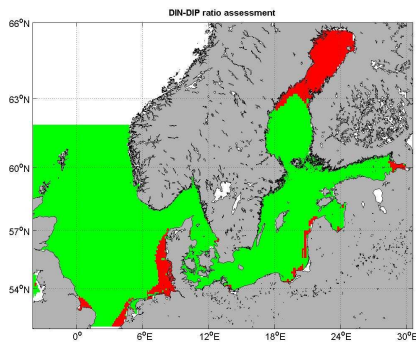 DIN-DIP ratio assessment
66°N
63°N
60°N
57°N
54°N
0° 6°E 12°E 18°E 24°E 30°E